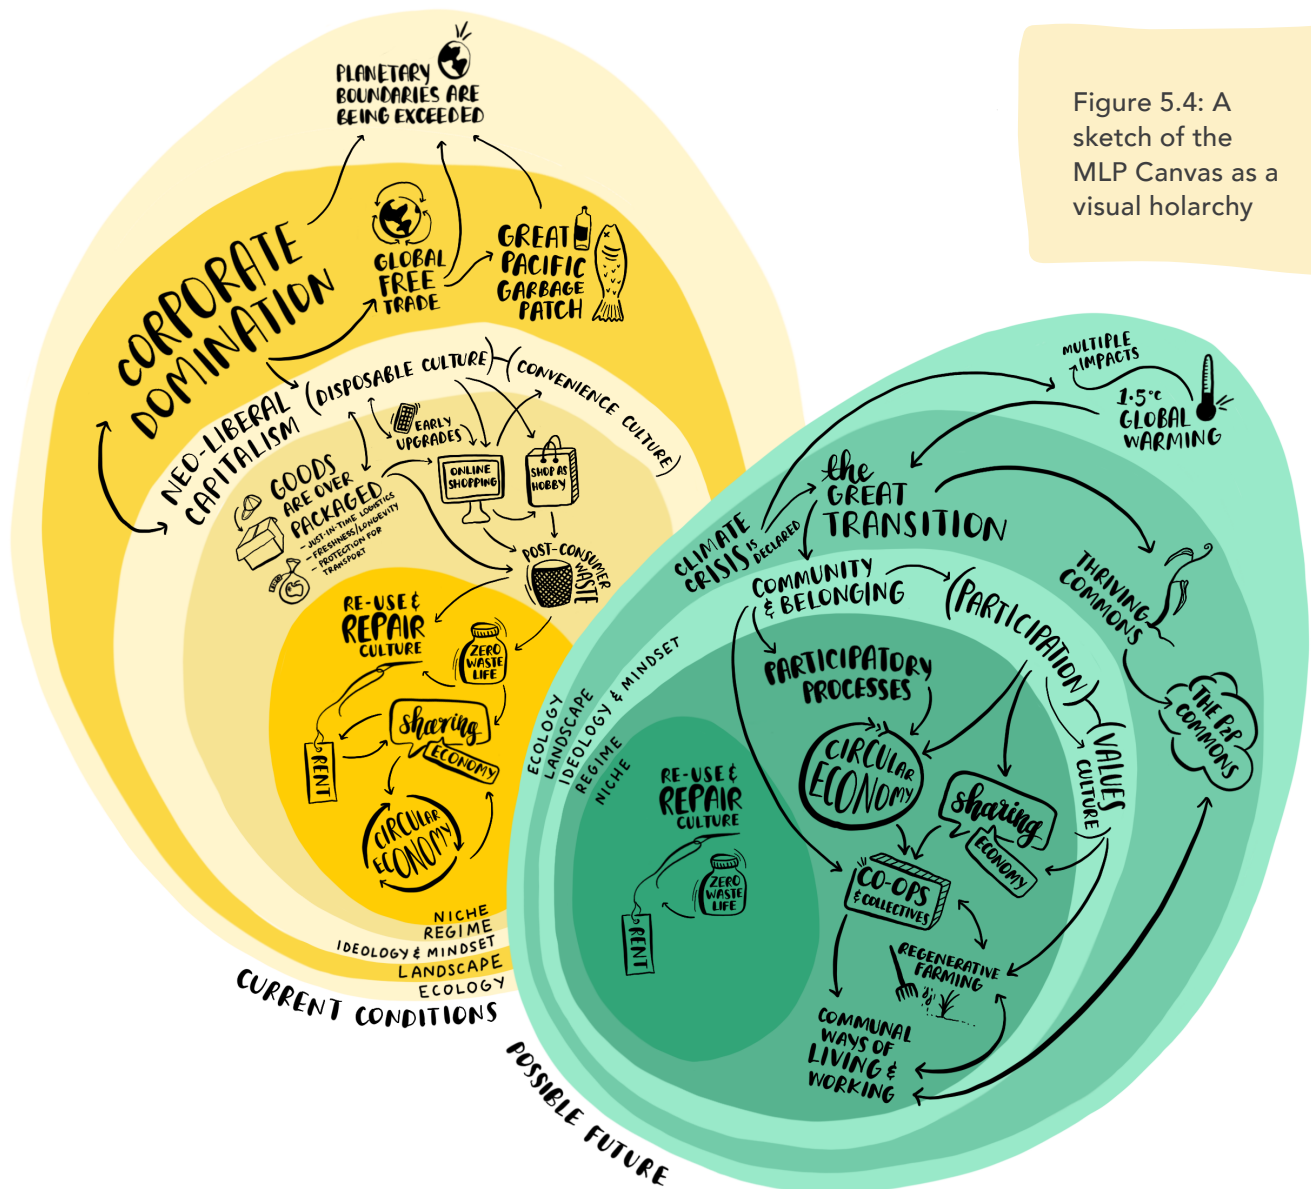 Figure 5.4: A
sketch of the
MLP Canvas as a
visual holarchy
PLANETARY
BOUNDARIES ARE
BEING EXCEEDED
CORPORATE
DOMINATION
GLOBAL
FREE
TRADE
GREAT
PACIFIC
GARBAGE
PATCH
NEO-LIBERAL
CAPITALISM
(DISPOSABLE CULTURE)
(CONVENIENCE CULTURE)
EARLY
UPGRADES
GOODS
ARE OVER
PACKAGED
- JUST-IN-TIME LOGISTICS
- FRESHNESS/LONGEVITY
- PROTECTION FOR
TRANSPORT
ONLINE
SHOPPING
SHOP AS
HOBBY
POST-CONSUMER
WASTE
RE-USE &
REPAIR
CULTURE
ZERO
WASTE
LIFE
sharing
ECONOMY
RENT
CIRCULAR
ECONOMY
NICHE
REGIME
IDEOLOGY & MINDSET
LANDSCAPE
ECOLOGY
CURRENT CONDITIONS
MULTIPLE
IMPACTS
1.5°C
GLOBAL
WARMING
the
GREAT
TRANSITION
CLIMATE
CRISIS IS
DECLARED
COMMUNITY
& BELONGING
(PARTICIPATION)
THRIVING
COMMONS
THE P2P
COMMONS
PARTICIPATORY
PROCESSES
(VALUES
CULTURE)
CIRCULAR
ECONOMY
sharing
ECONOMY
ECOLOGY
LANDSCAPE
IDEOLOGY & MINDSET
REGIME
NICHE
RE-USE &
REPAIR
CULTURE
ZERO
WASTE
LIFE
RENT
CO-OPS
& COLLECTIVES
REGENERATIVE
FARMING
COMMUNAL
WAYS OF
LIVING &
WORKING
POSSIBLE FUTURE